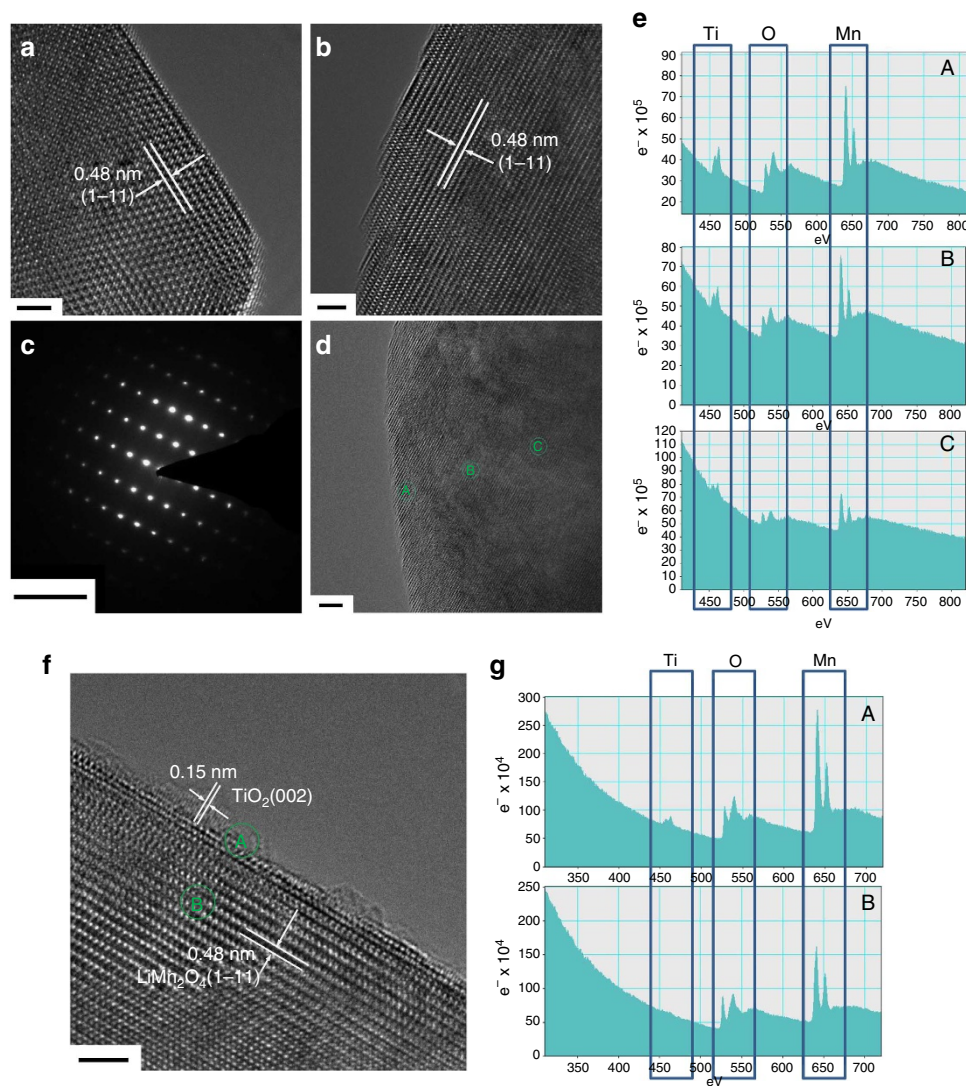 a
0.48 nm
(1–11)
b
0.48 nm
(1–11)
c
d
A
B
C
e
Ti O Mn
A
90
80
70
60
50
40
30
20
e⁻ x 10⁵
450 500 550 600 650 700 750 800
eV
B
80
70
60
50
40
30
20
10
0
e⁻ x 10⁵
450 500 550 600 650 700 750 800
eV
C
120
110
100
90
80
70
60
50
40
30
20
10
0
e⁻ x 10⁵
450 500 550 600 650 700 750 800
eV
f
0.15 nm
TiO₂(002)
A
B
0.48 nm
LiMn₂O₄(1–11)
g
Ti O Mn
A
300
250
200
150
100
50
0
e⁻ x 10⁴
350 400 450 500 550 600 650 700
B
250
200
150
100
50
0
e⁻ x 10⁴
350 400 450 500 550 600 650 700
eV